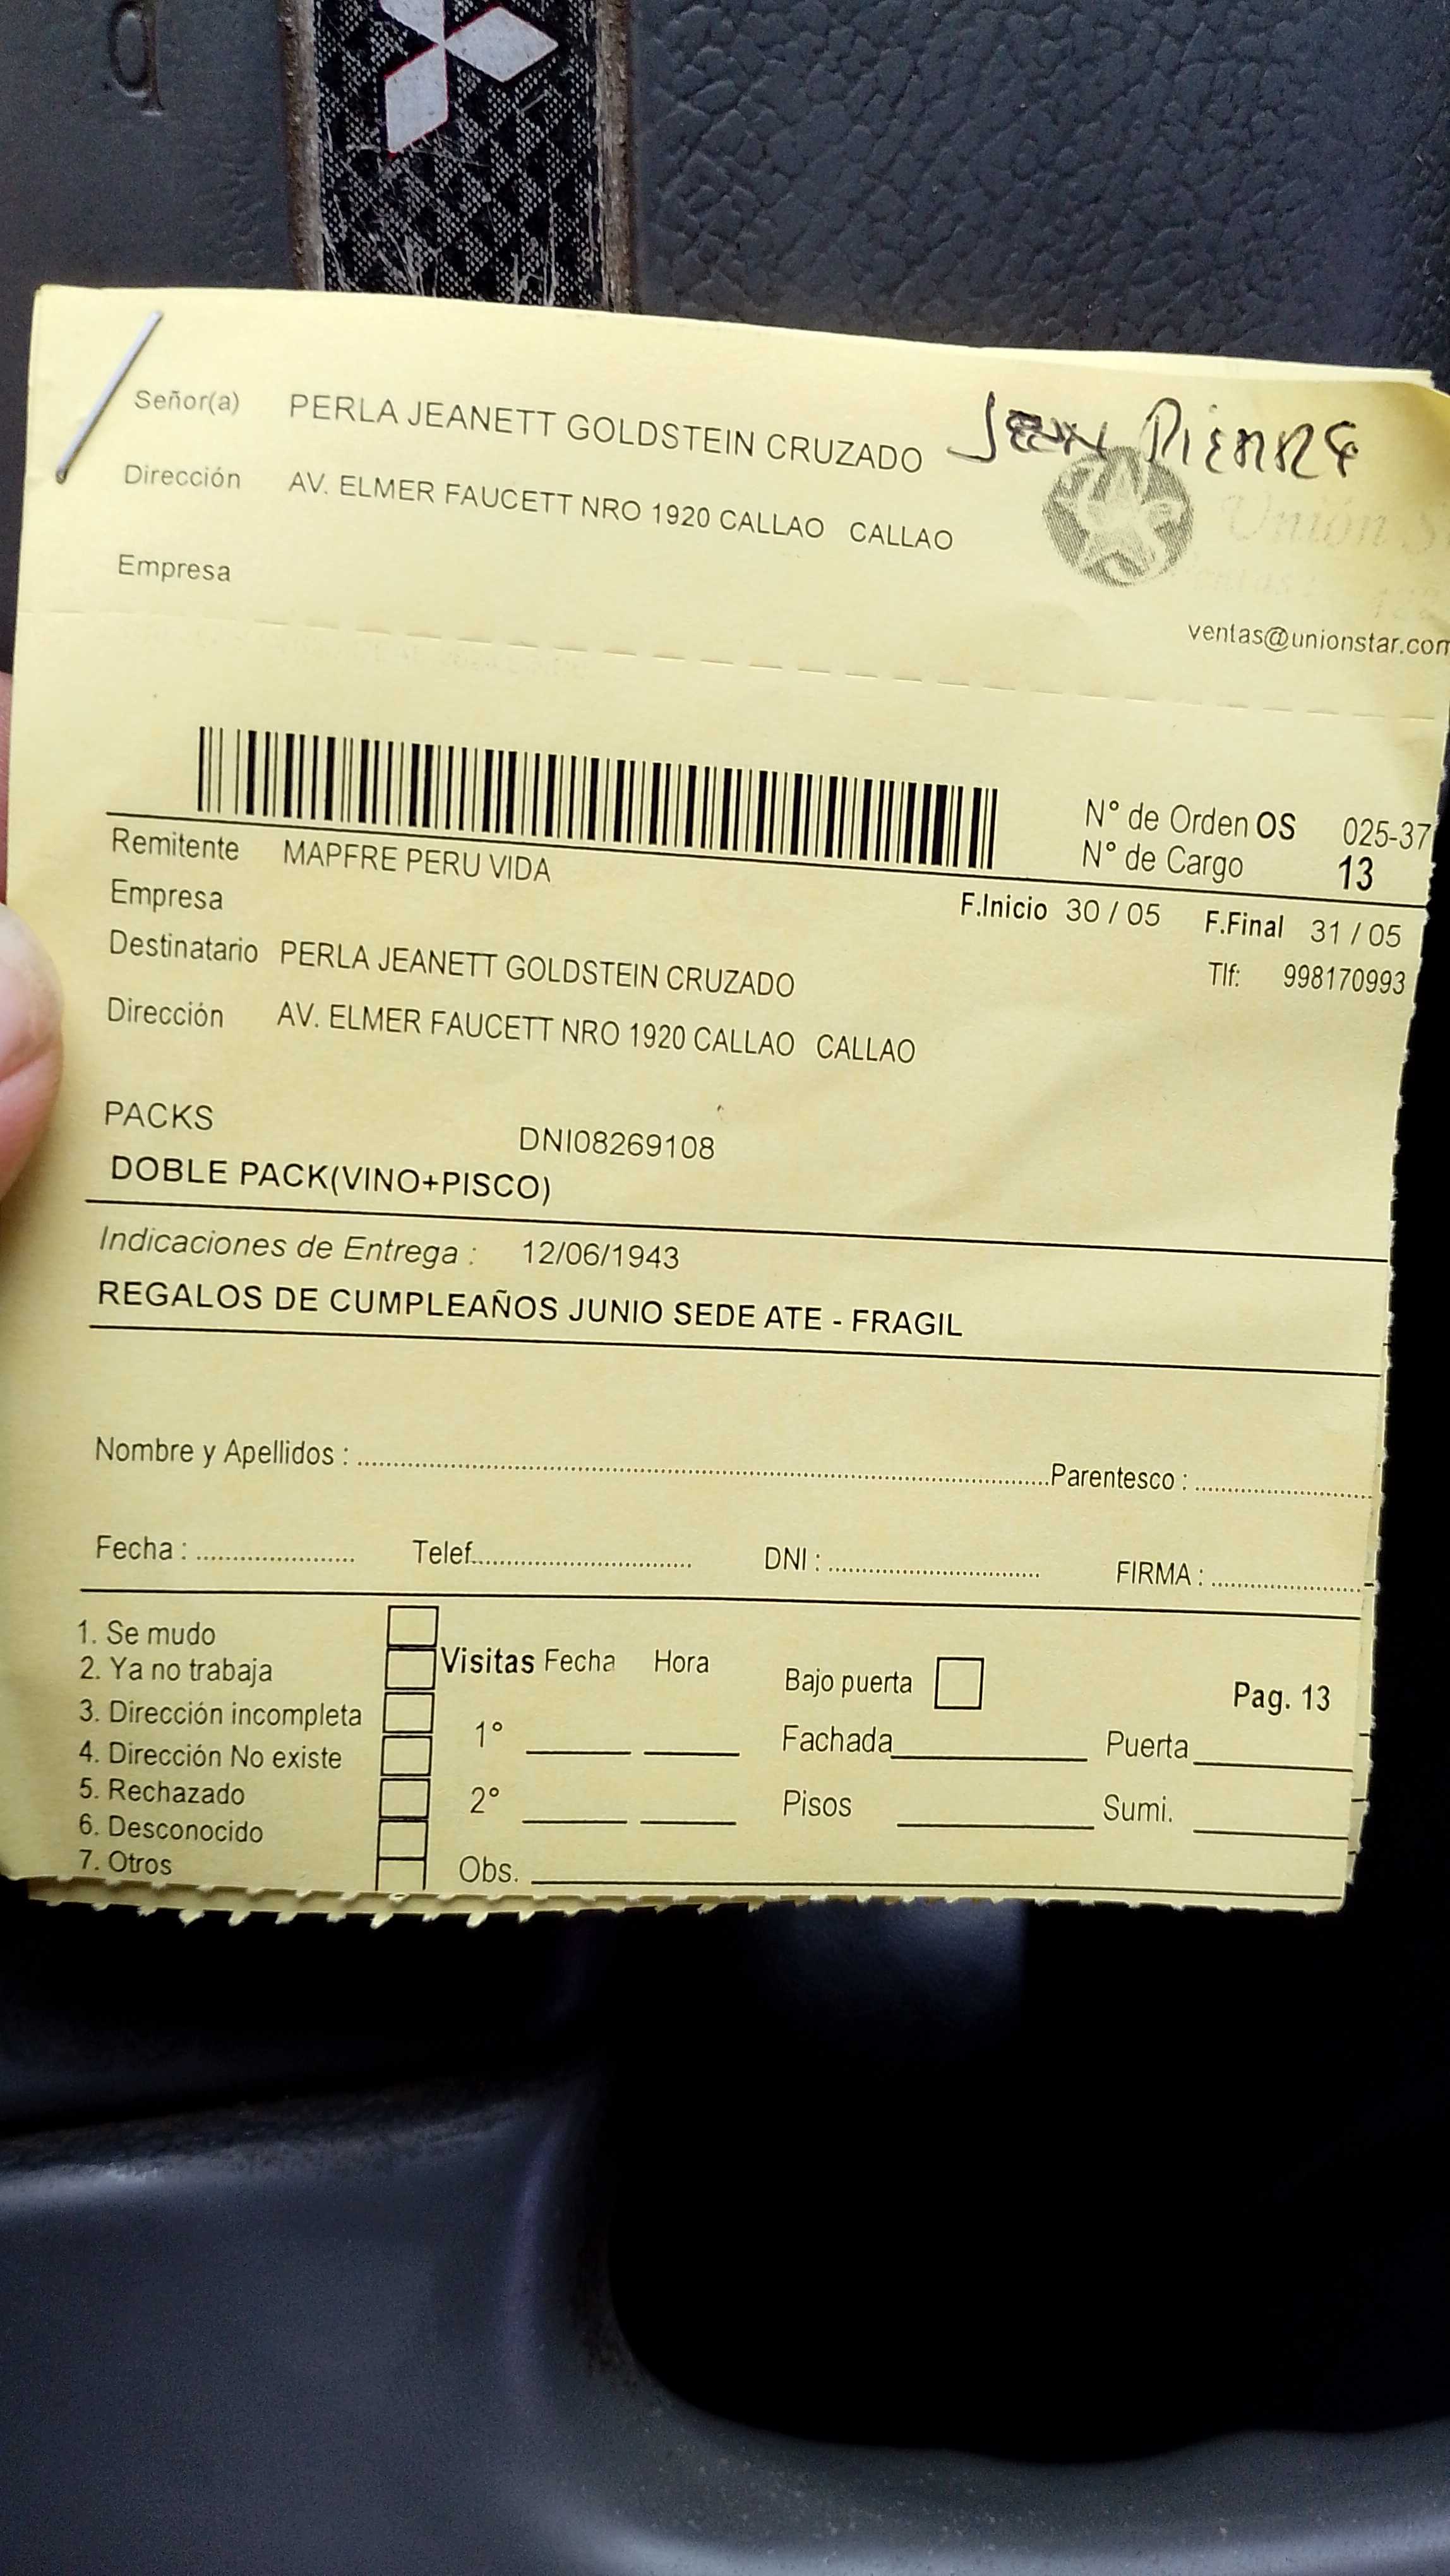 Señor(a) PERLA JEANETT GOLDSTEIN CRUZADO
Jean Pierre
Dirección AV. ELMER FAUCETT NRO 1920 CALLAO CALLAO
Unión S
Empresa
ventas@unionstar.com
N° de Orden OS 025-37
N° de Cargo 13
Remitente MAPFRE PERU VIDA
Empresa
F.Inicio 30 / 05 F.Final 31 / 05
Destinatario PERLA JEANETT GOLDSTEIN CRUZADO
Tlf: 998170993
Dirección AV. ELMER FAUCETT NRO 1920 CALLAO CALLAO
PACKS DNI08269108
DOBLE PACK(VINO+PISCO)
Indicaciones de Entrega : 12/06/1943
REGALOS DE CUMPLEAÑOS JUNIO SEDE ATE - FRAGIL
Nombre y Apellidos : Parentesco :
Fecha : Telef. DNI : FIRMA :
1. Se mudo
2. Ya no trabaja
3. Dirección incompleta
4. Dirección No existe
5. Rechazado
6. Desconocido
7. Otros
Visitas Fecha Hora
1°
2°
Obs.
Bajo puerta
Pag. 13
Fachada Puerta
Pisos Sumi.